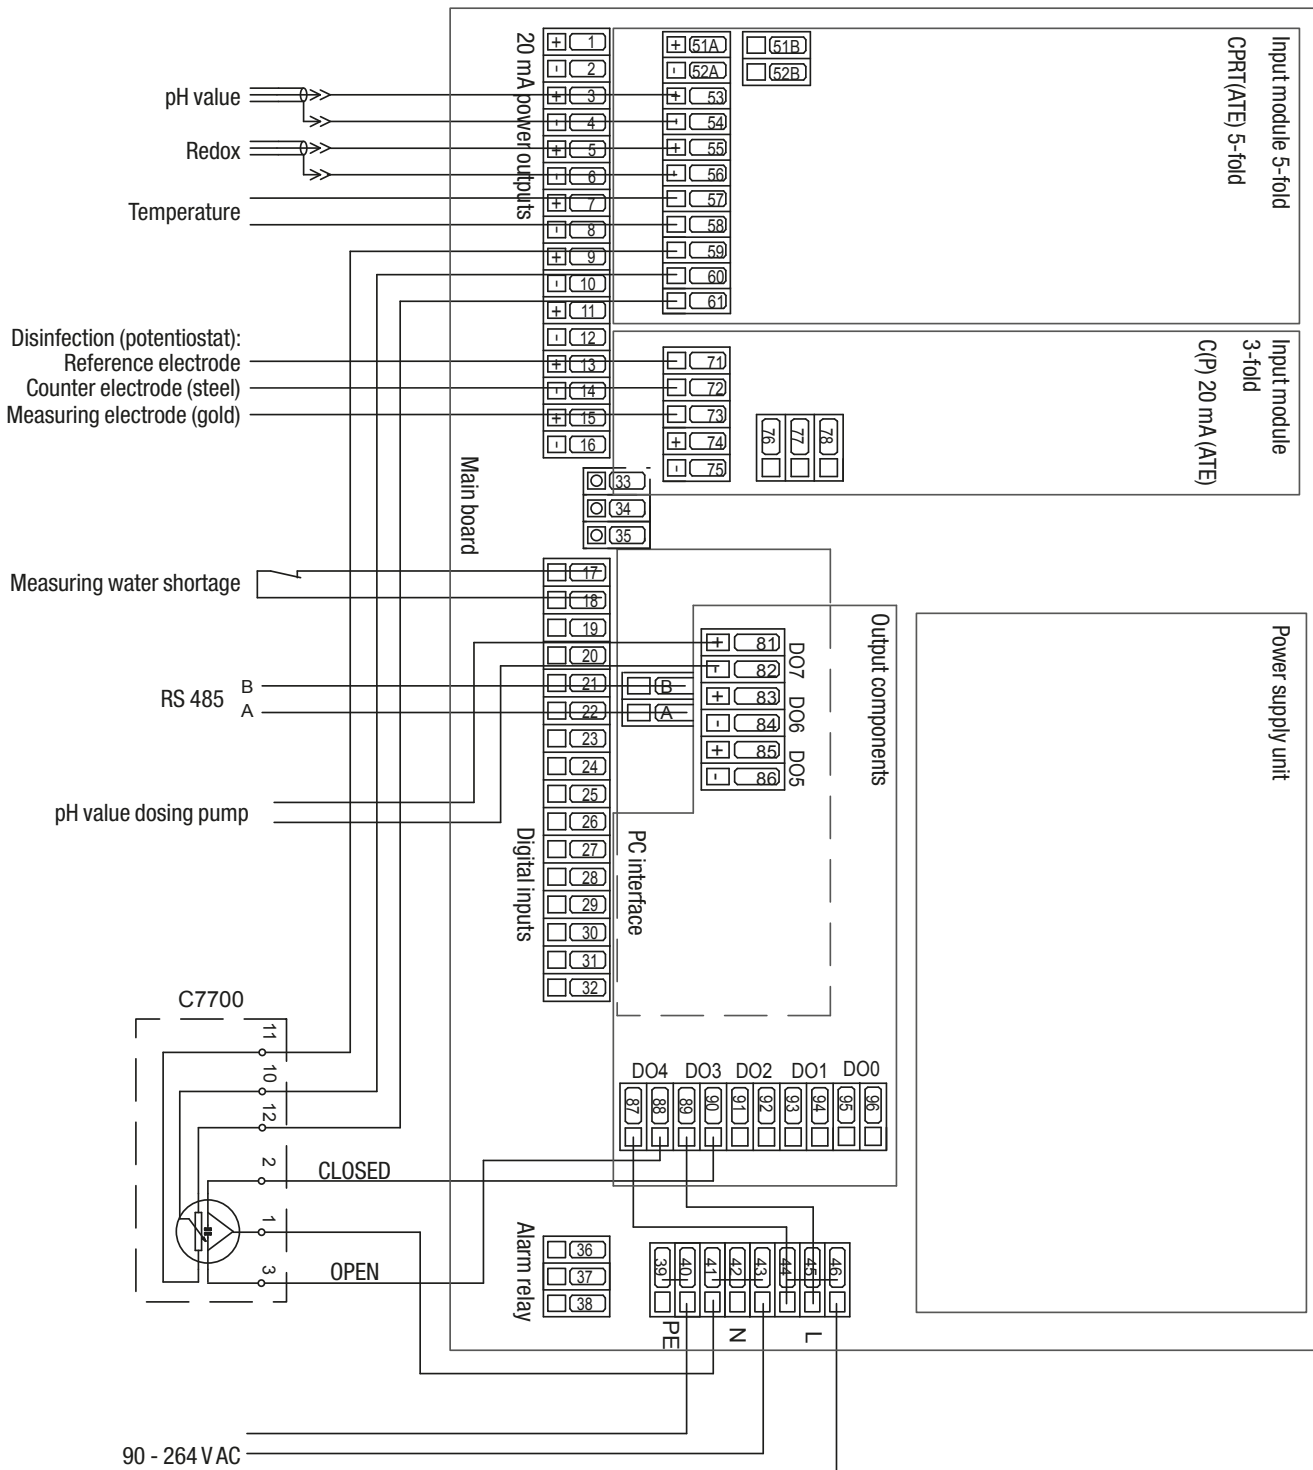 20 mA power outputs
+ 1
- 2
+ 3
- 4
+ 5
- 6
+ 7
- 8
+ 9
- 10
+ 11
- 12
+ 13
- 14
+ 15
- 16
+ 51A
- 52A
+ 53
- 54
+ 55
- 56
57
58
59
60
61
51B
52B
Input module 5-fold
CPRT(ATE) 5-fold
pH value
Redox
Temperature
Disinfection (potentiostat):
Reference electrode
Counter electrode (steel)
Measuring electrode (gold)
71
72
73
+ 74
- 75
76
77
78
Input module
3-fold
C(P) 20 mA (ATE)
33
34
35
Main board
Measuring water shortage
17
18
19
20
21
22
23
24
25
26
27
28
29
30
31
32
Digital inputs
RS 485
B
A
B
A
pH value dosing pump
+ 81
- 82
+ 83
- 84
+ 85
- 86
DO7
DO6
DO5
Output components
PC interface
Power supply unit
C7700
11
10
12
2
1
3
CLOSED
OPEN
DO4
DO3
DO2
DO1
DO0
87
88
89
90
91
92
93
94
95
96
Alarm relay
36
37
38
39
40
41
42
43
44
45
46
PE
N
L
90 - 264 V AC